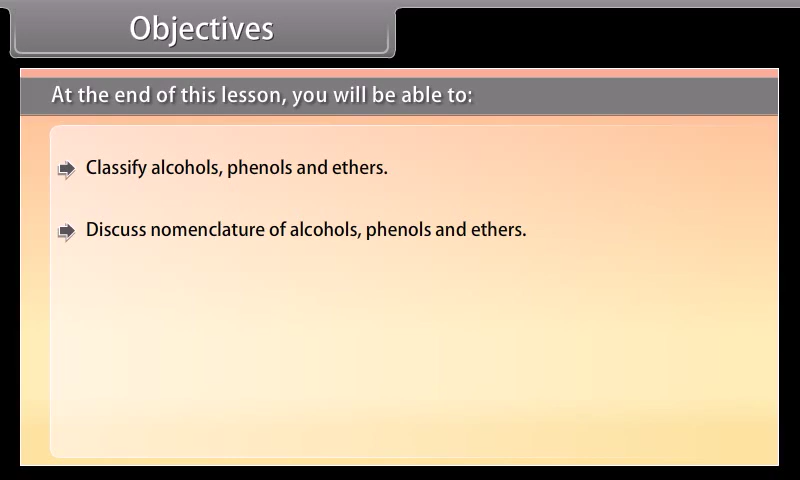 Objectives
At the end of this lesson, you will be able to:
Classify alcohols, phenols and ethers.
Discuss nomenclature of alcohols, phenols and ethers.